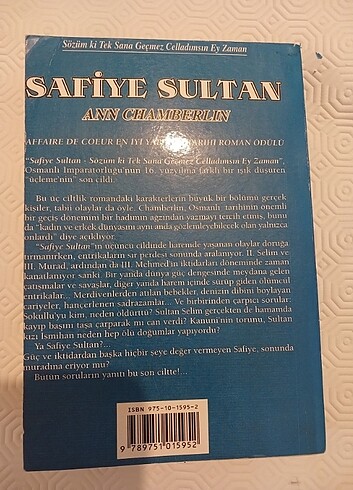 Sözüm ki Tek Sana Geçmez Celladımsın Ey Zaman
SAFİYE SULTAN
ANN CHAMBERLIN
AFFAIRE DE COEUR EN İYİ TARİHİ ROMAN ÖDÜLÜ
"Safiye Sultan - Sözüm ki Tek Sana Geçmez Celladımsın Ey Zaman",
Osmanlı İmparatorluğu'nun 16. yüzyılına farklı bir ışık düşüren
"üçleme"nin son cildi.
Bu üç ciltlik romandaki karakterlerin büyük bir bölümü gerçek
kişiler, tabii olaylar da öyle. Chamberlin, Osmanlı tarihinin önemli
bir geçiş dönemini bir hadımın ağzından yazmayı tercih etmiş, bunu
da "kadın ve erkek dünyasını aynı anda gözlemleyebilecek olan yalnızca
onlardı" diye açıklıyor.
"Safiye Sultan"ın üçüncü cildinde haremde yaşanan olaylar doruğa
tırmanırken, entrikaların sır perdesi sonunda aralanıyor. II. Selim ve
III. Murad, ardından da III. Mehmed'in iktidarları döneminde zaman
kanatlanıyor sanki. Bir yanda dünya güç dengesinde meydana gelen
çatışmalar ve savaşlar, diğer yanda harem içinde sürüp giden ölümcül
entrikalar... Merdivenlerden atılan bebekler, denizin dibini boylayan
cariyeler, hançerlenen sadrazamlar... Ve birbirinden çarpıcı sorular:
Sokullu'yu kim, neden öldürttü? Sultan Selim gerçekten de hamamda
kayıp başını taşa çarparak mı can verdi? Kanuni'nin torunu, Sultan
kızı İsmihan neden hep ölü doğumlar yapıyordu?
Ya Safiye Sultan?...
Güç ve iktidardan başka hiçbir şeye değer vermeyen Safiye, sonunda
muradına eriyor mu?
Bütün soruların yanıtı bu son ciltte!...
ISBN 975-10-1595-2
9 789751 015952